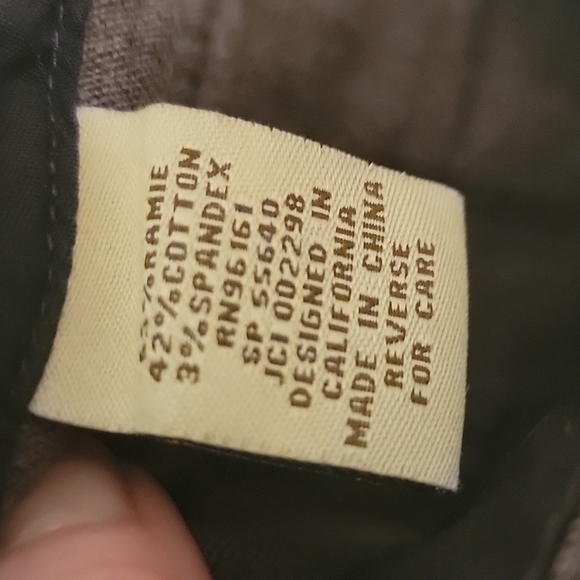 %RAMIE
42%COTTON
3%SPANDEX
RN96161
SP 55640
JCI 002298
DESIGNED IN
CALIFORNIA
MADE IN CHINA
REVERSE
FOR CARE